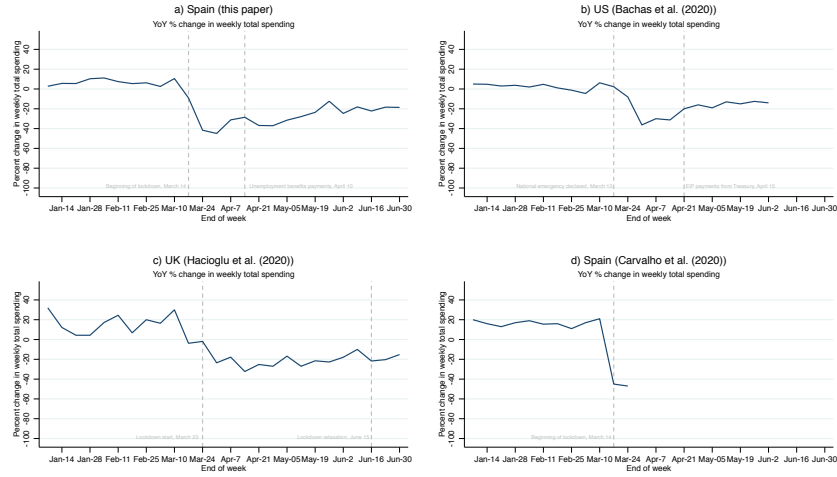 a) Spain (this paper)
YoY % change in weekly total spending
Percent change in weekly total spending
40
20
0
-20
-40
-60
-80
-100
Beginning of lockdown, March 14
Unemployment benefits payments, April 10
Jan-14 Jan-28 Feb-11 Feb-25 Mar-10 Mar-24 Apr-7 Apr-21 May-05 May-19 Jun-2 Jun-16 Jun-30
End of week
b) US (Bachas et al. (2020))
YoY % change in weekly total spending
Percent change in weekly total spending
40
20
0
-20
-40
-60
-80
-100
National emergency declared, March 13
EIP payments from Treasury, April 15
Jan-14 Jan-28 Feb-11 Feb-25 Mar-10 Mar-24 Apr-7 Apr-21 May-05 May-19 Jun-2 Jun-16 Jun-30
End of week
c) UK (Hacioglu et al. (2020))
YoY % change in weekly total spending
Percent change in weekly total spending
40
20
0
-20
-40
-60
-80
-100
Lockdown start, March 23
Lockdown relaxation, June 15
Jan-14 Jan-28 Feb-11 Feb-25 Mar-10 Mar-24 Apr-7 Apr-21 May-05 May-19 Jun-2 Jun-16 Jun-30
End of week
d) Spain (Carvalho et al. (2020))
YoY % change in weekly total spending
Percent change in weekly total spending
40
20
0
-20
-40
-60
-80
-100
Beginning of lockdown, March 14
Jan-14 Jan-28 Feb-11 Feb-25 Mar-10 Mar-24 Apr-7 Apr-21 May-05 May-19 Jun-2 Jun-16 Jun-30
End of week